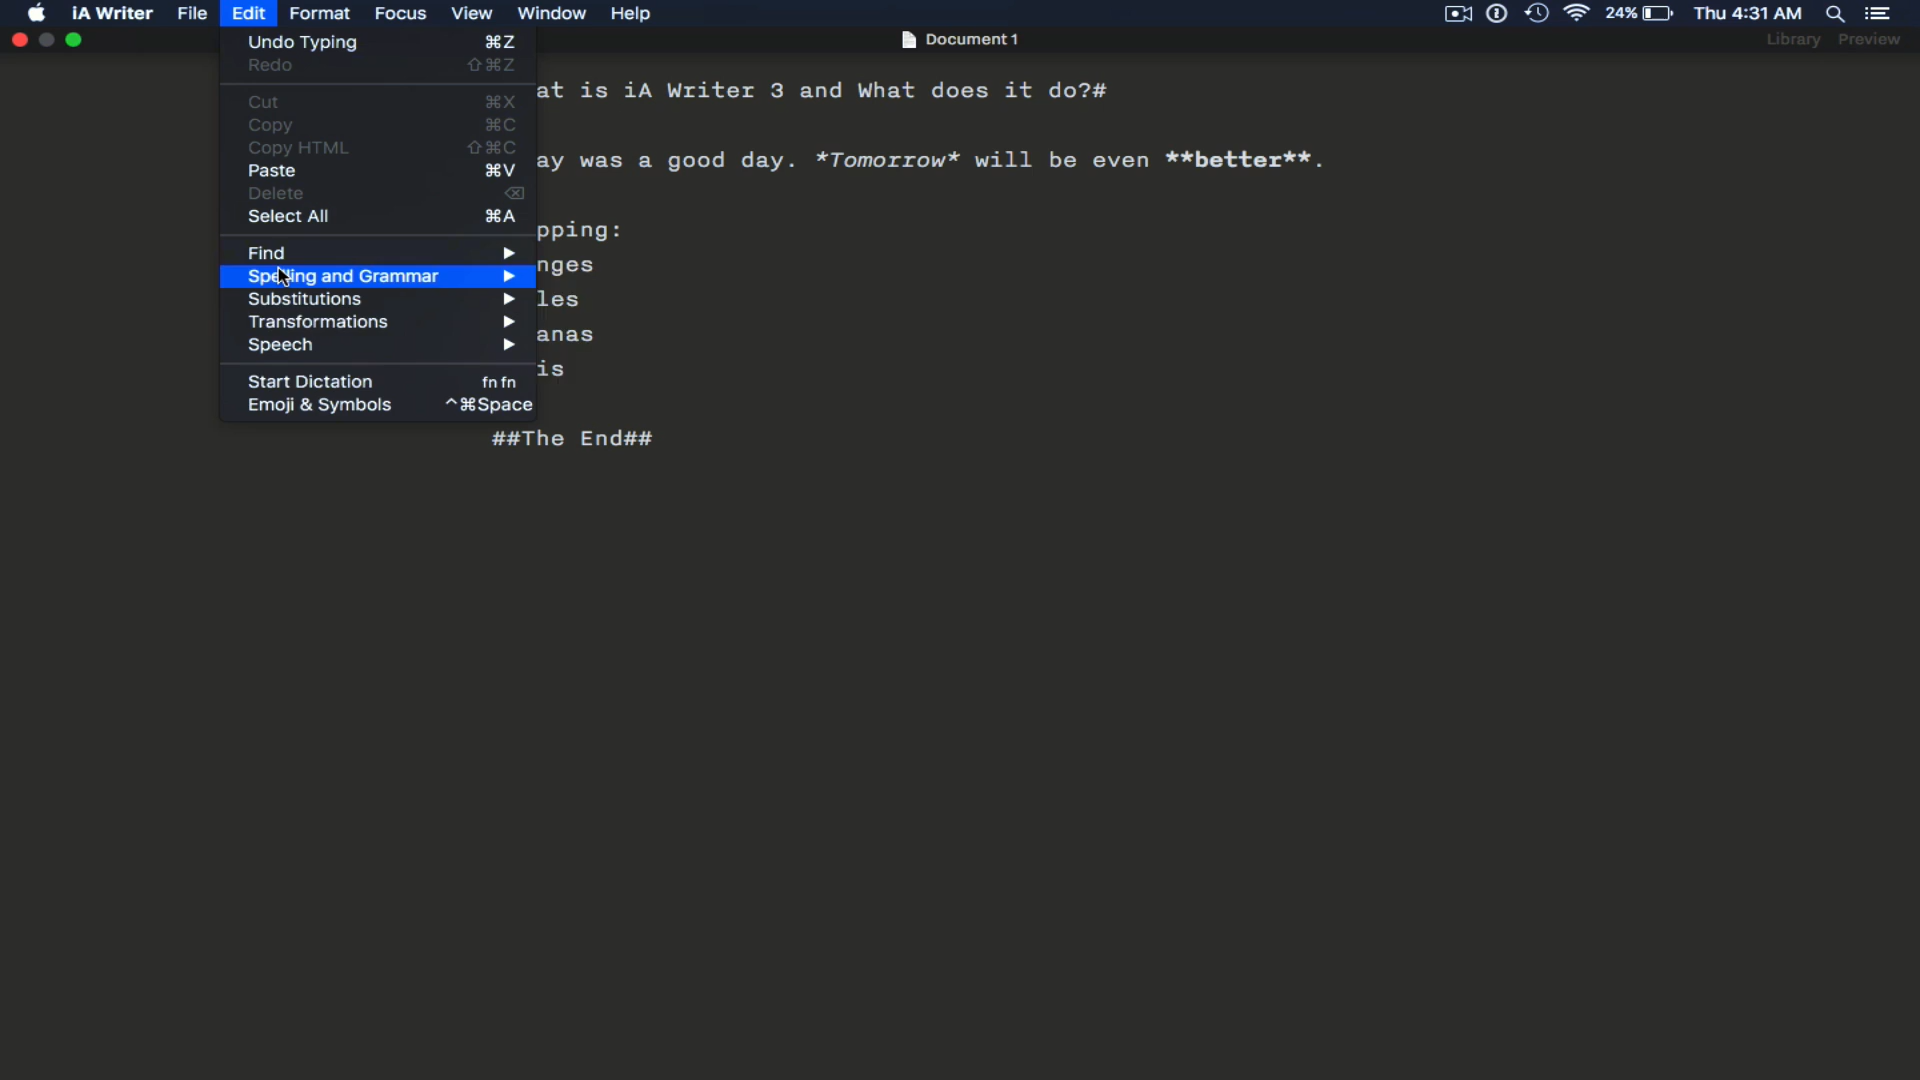 iA Writer File Edit Format Focus View Window Help 24% Thu 4:31 AM
Document 1 Library Preview
Undo Typing ⌘Z
Redo ⇧⌘Z
Cut ⌘X
Copy ⌘C
Copy HTML ⇧⌘C
Paste ⌘V
Delete ⌫
Select All ⌘A
Find ▶
Spelling and Grammar ▶
Substitutions ▶
Transformations ▶
Speech ▶
Start Dictation fn fn
Emoji & Symbols ^⌘Space
at is iA Writer 3 and What does it do?#
ay was a good day. *Tomorrow* will be even **better**.
pping:
nges
les
anas
is
##The End##